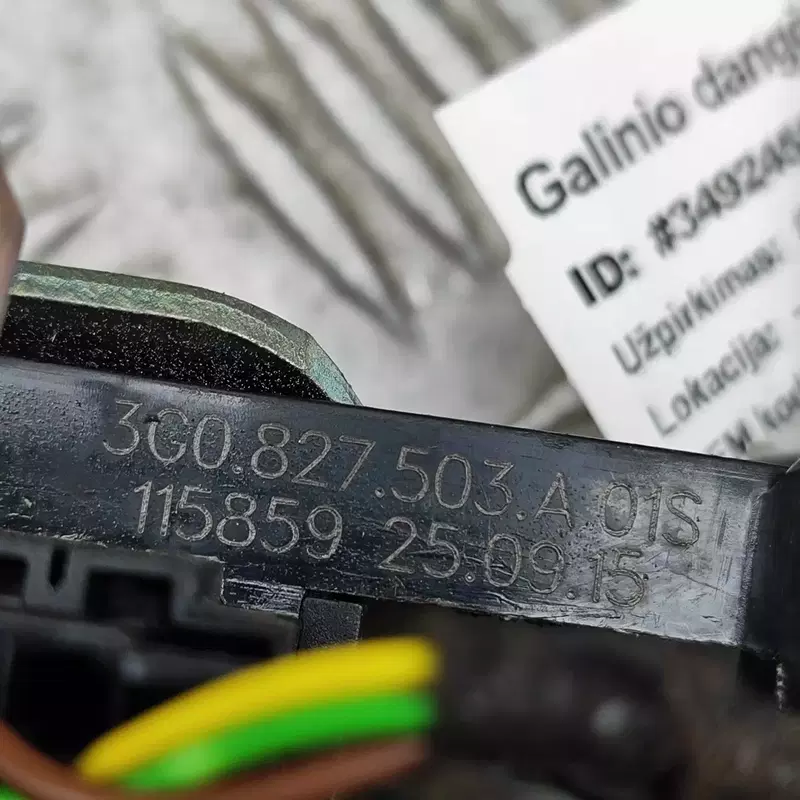 Galinio
ID:
Užpirkimas:
Lokacija:
3G0.827.503.A 01S
115859 25.09.15